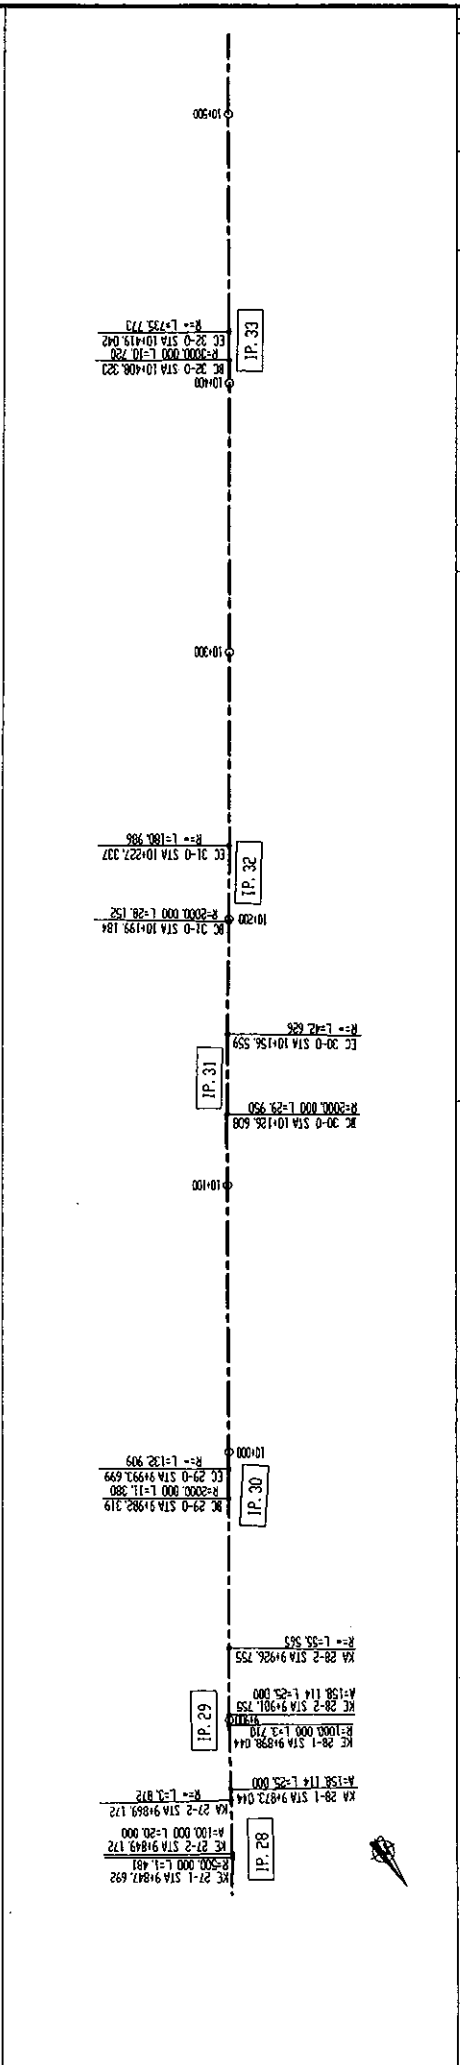 KE 27-1 STA 9+847.692
R=500.000 L=1.481
IP.28
KE 27-2 STA 9+849.172
A=100.000 L=20.000
KA 27-2 STA 9+869.172
R=∞ L=3.872
KA 28-1 STA 9+873.044
A=158.114 L=25.000
KE 28-1 STA 9+898.044
R=1000.000 L=3.710
9+900
IP.29
KE 28-2 STA 9+901.755
A=158.114 L=25.000
KA 28-2 STA 9+926.755
R=∞ L=55.565
BC 29-0 STA 9+982.319
R=2000.000 L=11.380
IP.30
EC 29-0 STA 9+993.699
R=∞ L=132.909
10+000
10+100
BC 30-0 STA 10+126.608
R=2000.000 L=29.950
IP.31
EC 30-0 STA 10+156.559
R=∞ L=42.626
BC 31-0 STA 10+199.184
R=2000.000 L=28.152
10+200
IP.32
EC 31-0 STA 10+227.337
R=∞ L=180.986
10+300
10+400
BC 32-0 STA 10+408.323
R=3000.000 L=10.720
IP.33
EC 32-0 STA 10+419.042
R=∞ L=735.773
10+500